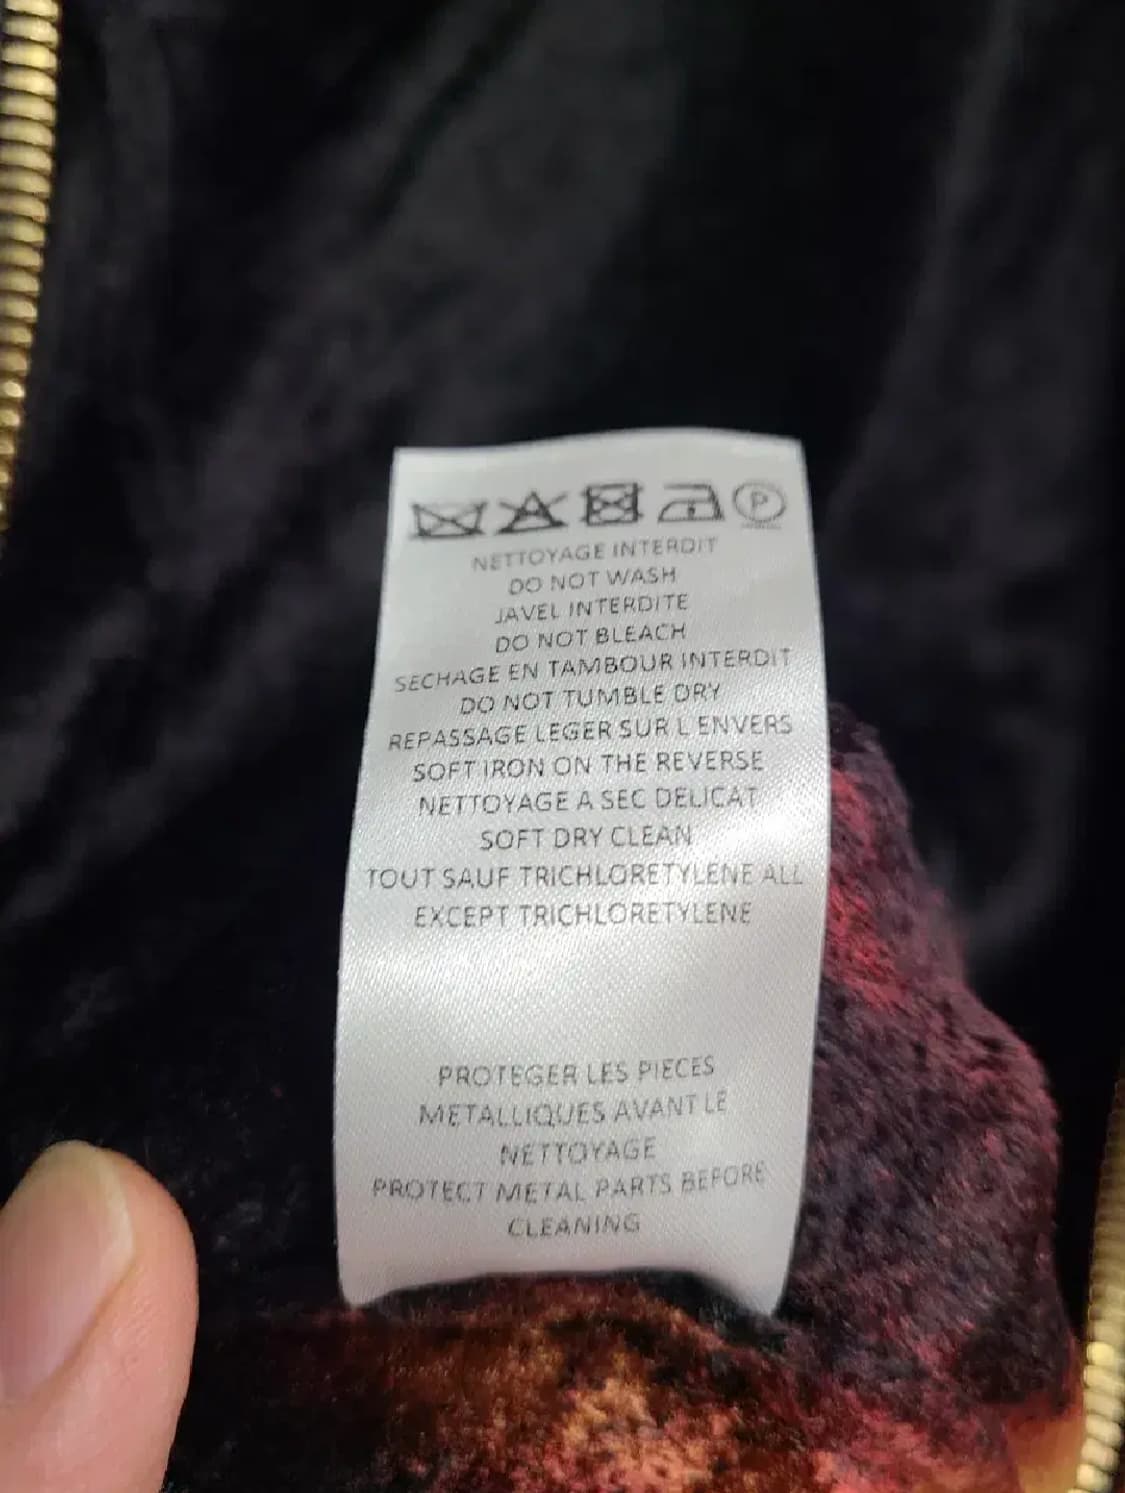 P
NETTOYAGE INTERDIT
DO NOT WASH
JAVEL INTERDITE
DO NOT BLEACH
SECHAGE EN TAMBOUR INTERDIT
DO NOT TUMBLE DRY
REPASSAGE LEGER SUR L ENVERS
SOFT IRON ON THE REVERSE
NETTOYAGE A SEC DELICAT
SOFT DRY CLEAN
TOUT SAUF TRICHLORETYLENE ALL
EXCEPT TRICHLORETYLENE
PROTEGER LES PIECES
METALLIQUES AVANT LE
NETTOYAGE
PROTECT METAL PARTS BEFORE
CLEANING